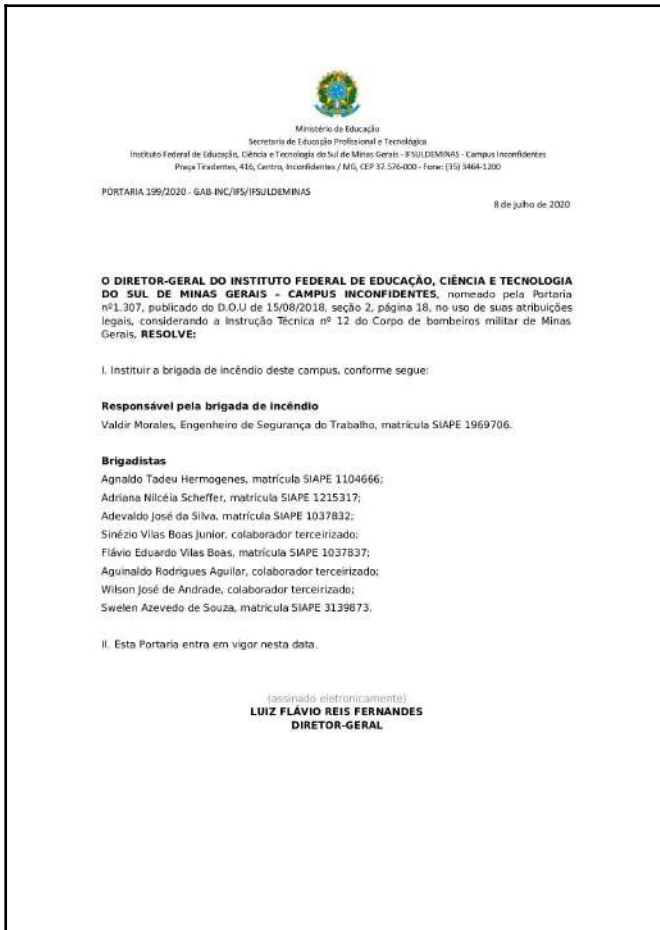 Ministério da Educação
Secretaria de Educação Profissional e Tecnológica
Instituto Federal de Educação, Ciência e Tecnologia do Sul de Minas Gerais - IFSULDEMINAS - Campus Inconfidentes
Praça Tiradentes, 416, Centro, Inconfidentes / MG, CEP 37.576-000 - Fone: (35) 3464-1200
PORTARIA 199/2020 - GAB-INC/IFS/IFSULDEMINAS
8 de julho de 2020
O DIRETOR-GERAL DO INSTITUTO FEDERAL DE EDUCAÇÃO, CIÊNCIA E TECNOLOGIA
DO SUL DE MINAS GERAIS – CAMPUS INCONFIDENTES, nomeado pela Portaria
nº1.307, publicado do D.O.U de 15/08/2018, seção 2, página 18, no uso de suas atribuições
legais, considerando a Instrução Técnica nº 12 do Corpo de bombeiros militar de Minas
Gerais, RESOLVE:
I. Instituir a brigada de incêndio deste campus, conforme segue:
Responsável pela brigada de incêndio
Valdir Morales, Engenheiro de Segurança do Trabalho, matrícula SIAPE 1969706.
Brigadistas
Agnaldo Tadeu Hermogenes, matrícula SIAPE 1104666;
Adriana Nilcéia Scheffer, matrícula SIAPE 1215317;
Adevaldo José da Silva, matrícula SIAPE 1037832;
Sinézio Vilas Boas Junior, colaborador terceirizado;
Flávio Eduardo Vilas Boas, matrícula SIAPE 1037837;
Aguinaldo Rodrigues Aguilar, colaborador terceirizado;
Wilson José de Andrade, colaborador terceirizado;
Swelen Azevedo de Souza, matrícula SIAPE 3139873.
II. Esta Portaria entra em vigor nesta data.
(assinado eletronicamente)
LUIZ FLÁVIO REIS FERNANDES
DIRETOR-GERAL